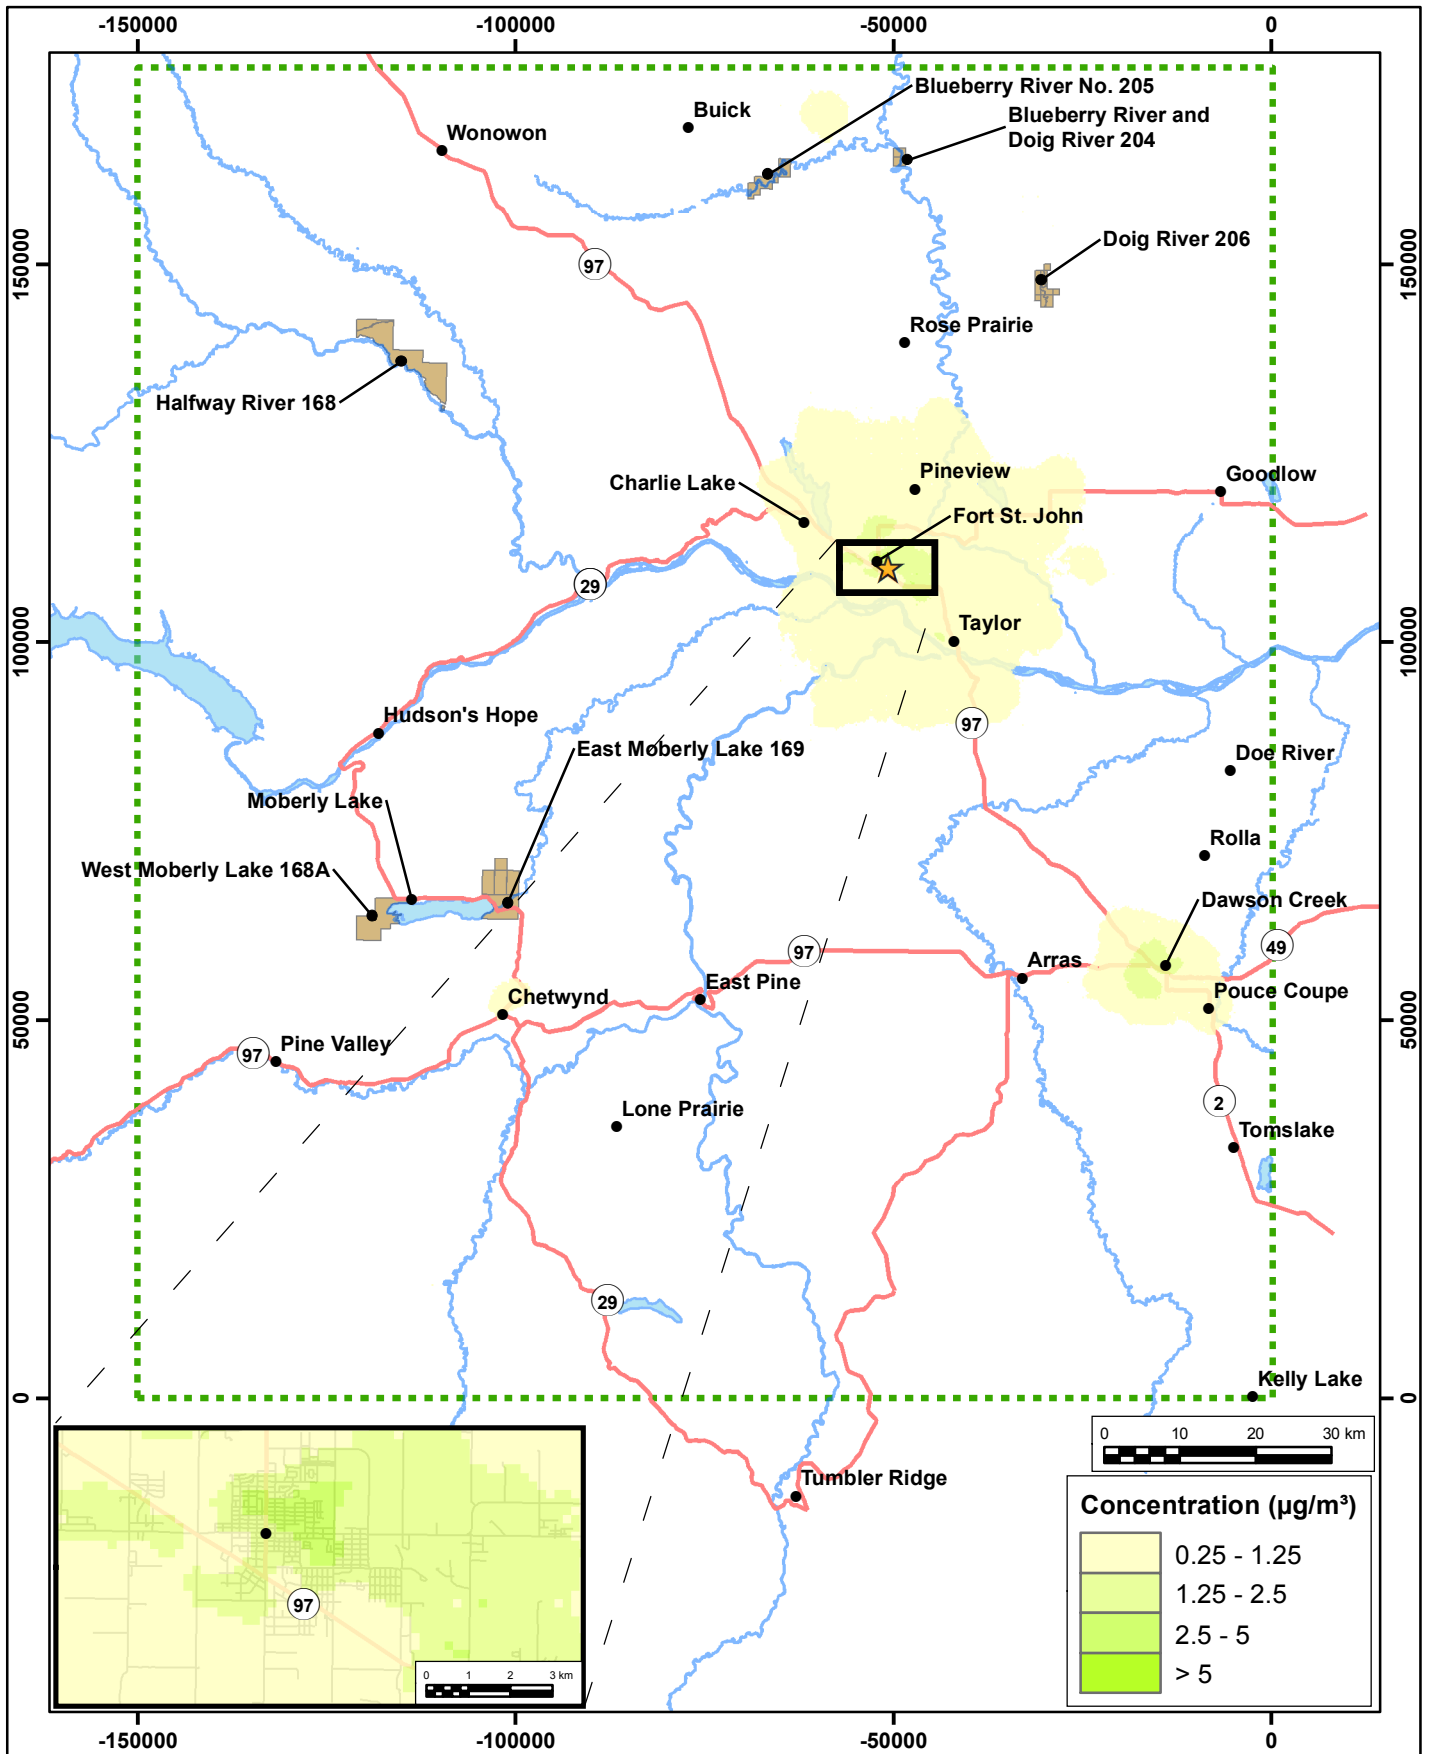 -150000
-100000
-50000
0
Blueberry River No. 205
Buick
Blueberry River and
Doig River 204
Wonowon
150000
150000
97
Doig River 206
Rose Prairie
Halfway River 168
Charlie Lake
Pineview
Goodlow
Fort St. John
29
100000
100000
Taylor
Hudson's Hope
97
East Moberly Lake 169
Doe River
Moberly Lake
Rolla
West Moberly Lake 168A
Dawson Creek
97
49
Arras
East Pine
Chetwynd
Pouce Coupe
50000
50000
97
Pine Valley
Lone Prairie
2
Tomslake
29
0
0
Kelly Lake
0 10 20 30 km
Tumbler Ridge
Concentration (µg/m³)
0.25 - 1.25
1.25 - 2.5
2.5 - 5
> 5
97
0 1 2 3 km
-150000
-100000
-50000
0